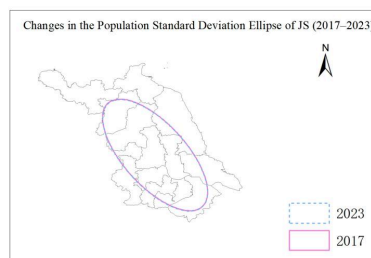 Changes in the Population Standard Deviation Ellipse of JS (2017–2023
N
2023
2017